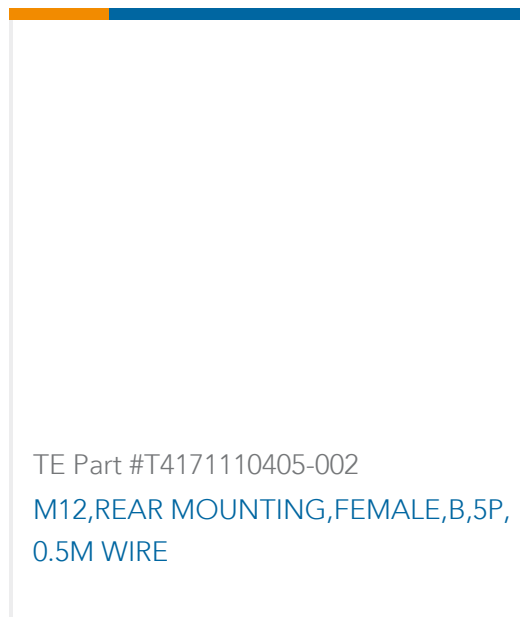 TE Part #T4171110405-002
M12,REAR MOUNTING,FEMALE,B,5P,
0.5M WIRE